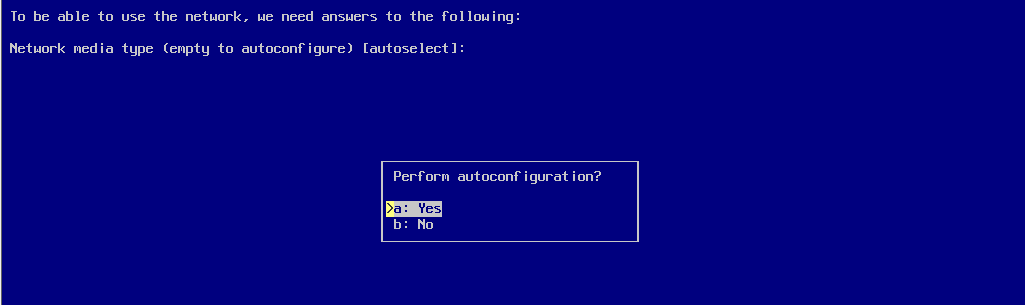 To be able to use the network, we need answers to the following:
Network media type (empty to autoconfigure) [autoselect]:
Perform autoconfiguration?
>a: Yes
b: No